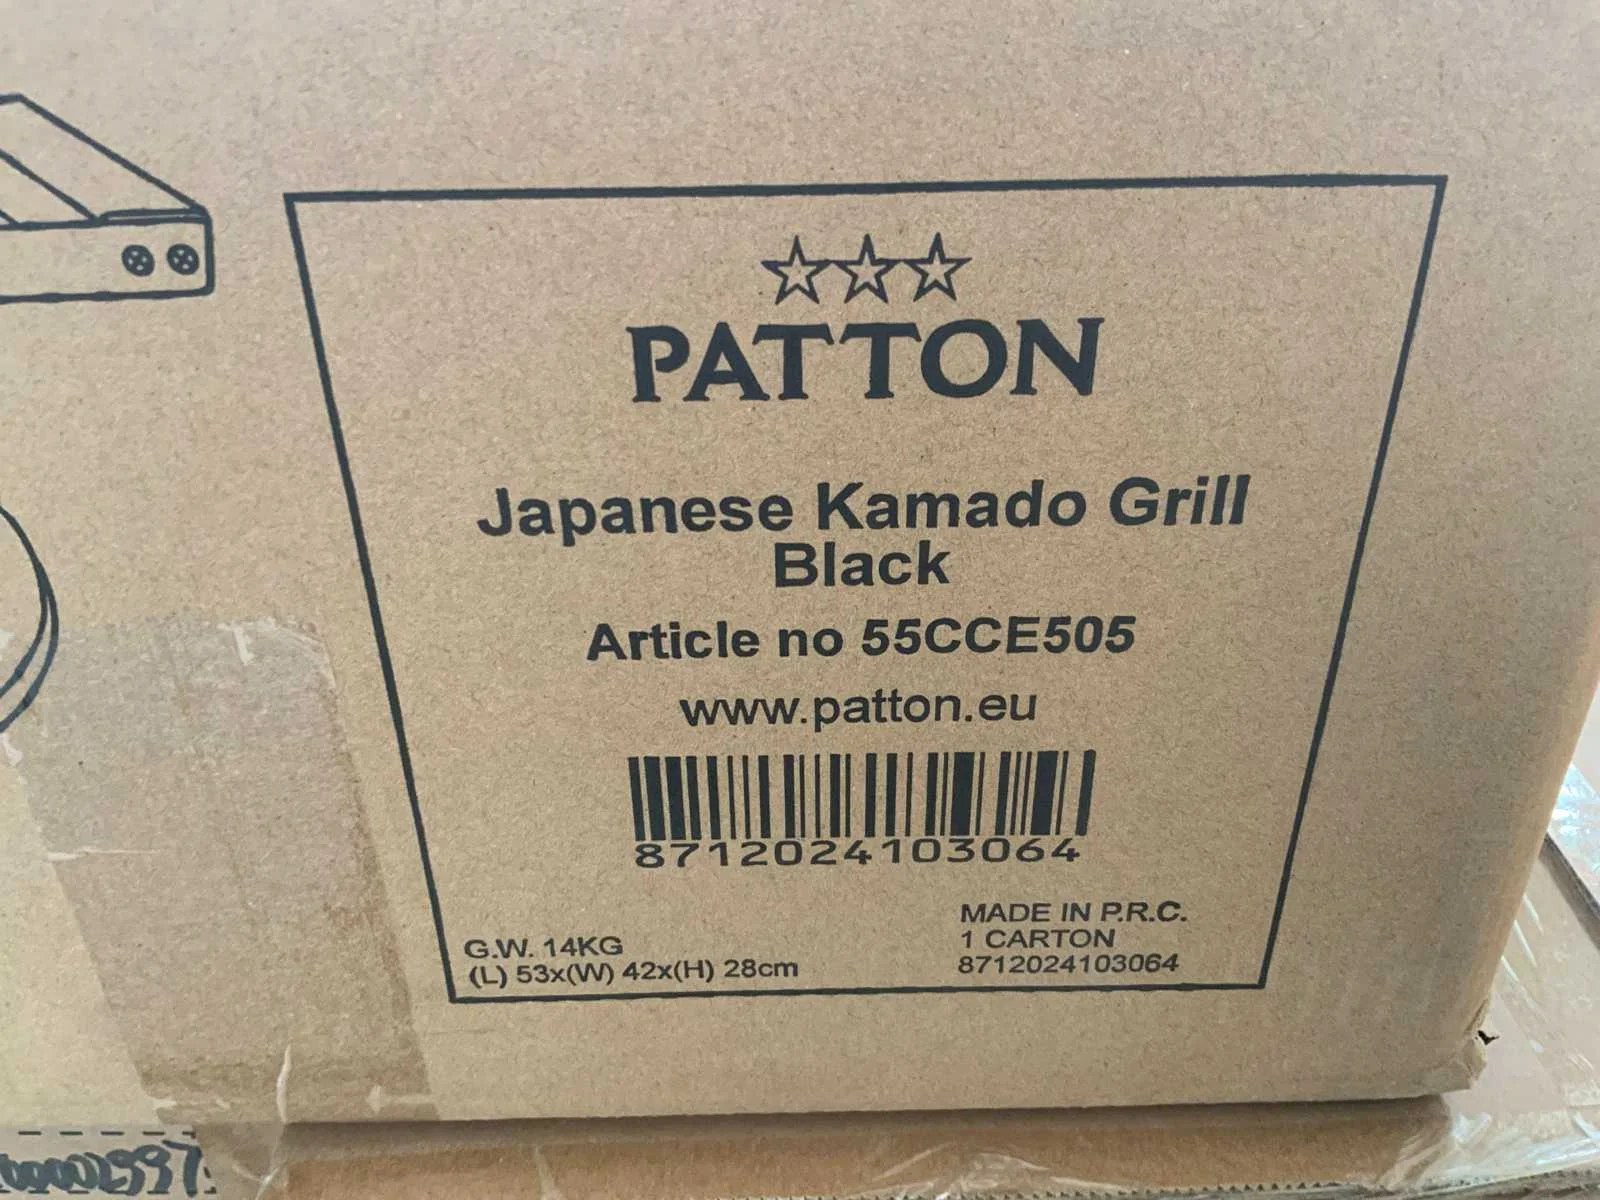 PATTON
Japanese Kamado Grill
Black
Article no 55CCE505
www.patton.eu
8712024103064
G.W. 14KG
(L) 53x(W) 42x(H) 28cm
MADE IN P.R.C.
1 CARTON
8712024103064